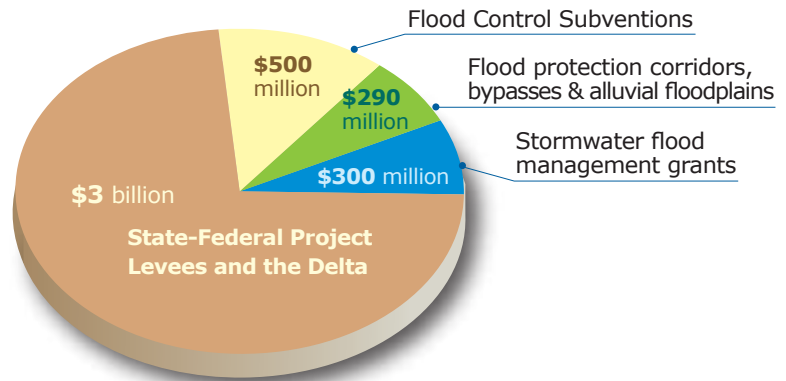 Flood Control Subventions
$500
million
Flood protection corridors,
bypasses & alluvial floodplains
$290
million
Stormwater flood
management grants
$300 million
$3 billion
State-Federal Project
Levees and the Delta